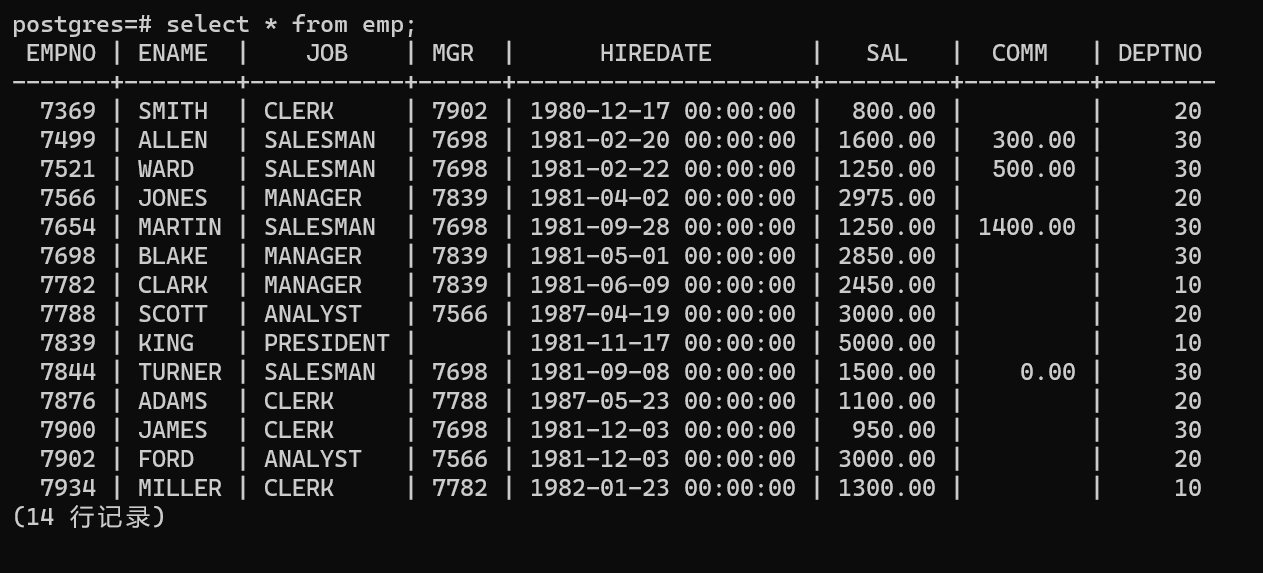 postgres=# select * from emp;
 EMPNO | ENAME  |    JOB    | MGR  |      HIREDATE       |   SAL   |  COMM   | DEPTNO
-------+--------+-----------+------+---------------------+---------+---------+--------
  7369 | SMITH  | CLERK     | 7902 | 1980-12-17 00:00:00 |  800.00 |         |     20
  7499 | ALLEN  | SALESMAN  | 7698 | 1981-02-20 00:00:00 | 1600.00 |  300.00 |     30
  7521 | WARD   | SALESMAN  | 7698 | 1981-02-22 00:00:00 | 1250.00 |  500.00 |     30
  7566 | JONES  | MANAGER   | 7839 | 1981-04-02 00:00:00 | 2975.00 |         |     20
  7654 | MARTIN | SALESMAN  | 7698 | 1981-09-28 00:00:00 | 1250.00 | 1400.00 |     30
  7698 | BLAKE  | MANAGER   | 7839 | 1981-05-01 00:00:00 | 2850.00 |         |     30
  7782 | CLARK  | MANAGER   | 7839 | 1981-06-09 00:00:00 | 2450.00 |         |     10
  7788 | SCOTT  | ANALYST   | 7566 | 1987-04-19 00:00:00 | 3000.00 |         |     20
  7839 | KING   | PRESIDENT |      | 1981-11-17 00:00:00 | 5000.00 |         |     10
  7844 | TURNER | SALESMAN  | 7698 | 1981-09-08 00:00:00 | 1500.00 |    0.00 |     30
  7876 | ADAMS  | CLERK     | 7788 | 1987-05-23 00:00:00 | 1100.00 |         |     20
  7900 | JAMES  | CLERK     | 7698 | 1981-12-03 00:00:00 |  950.00 |         |     30
  7902 | FORD   | ANALYST   | 7566 | 1981-12-03 00:00:00 | 3000.00 |         |     20
  7934 | MILLER | CLERK     | 7782 | 1982-01-23 00:00:00 | 1300.00 |         |     10
(14 行记录)